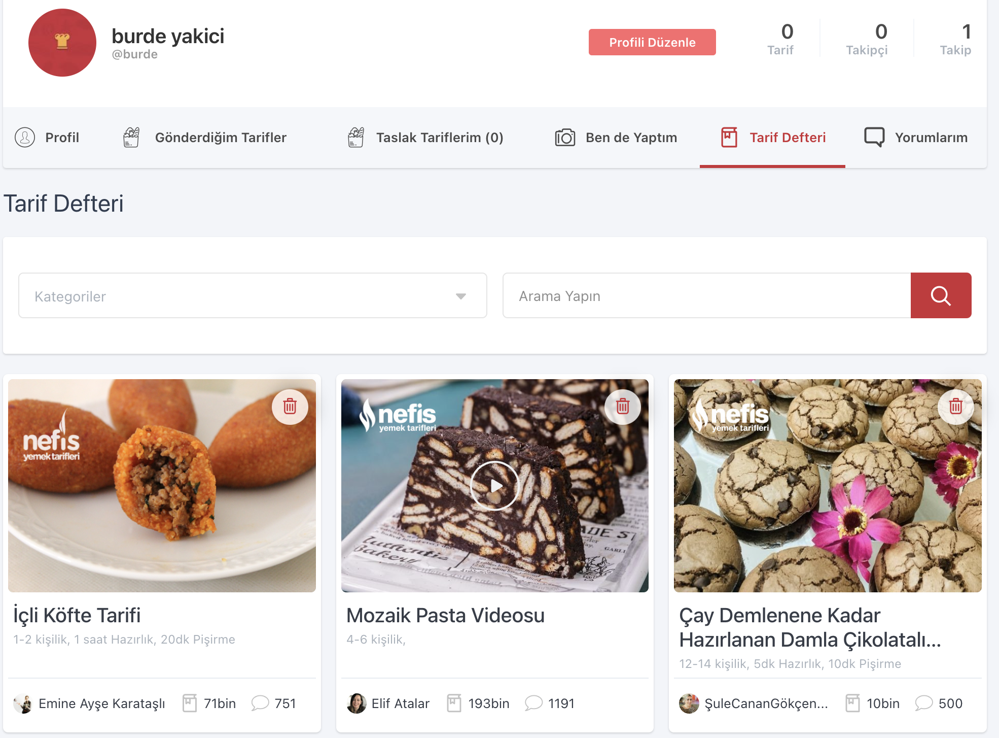 burde yakici
@burde
Profili Düzenle
0
Tarif
0
Takipçi
1
Takip
Profil
Gönderdiğim Tarifler
Taslak Tariflerim (0)
Ben de Yaptım
Tarif Defteri
Yorumlarım
Tarif Defteri
Kategoriler
Arama Yapın
nefis
yemek tarifleri
nefis
yemek tarifleri
Authentic
Bakery
GARLI
nefis
yemek tarifleri
İçli Köfte Tarifi
1-2 kişilik, 1 saat Hazırlık, 20dk Pişirme
Emine Ayşe Karataşlı
71bin
751
Mozaik Pasta Videosu
4-6 kişilik,
Elif Atalar
193bin
1191
Çay Demlenene Kadar
Hazırlanan Damla Çikolatalı...
12-14 kişilik, 5dk Hazırlık, 10dk Pişirme
ŞuleCananGökçen...
10bin
500